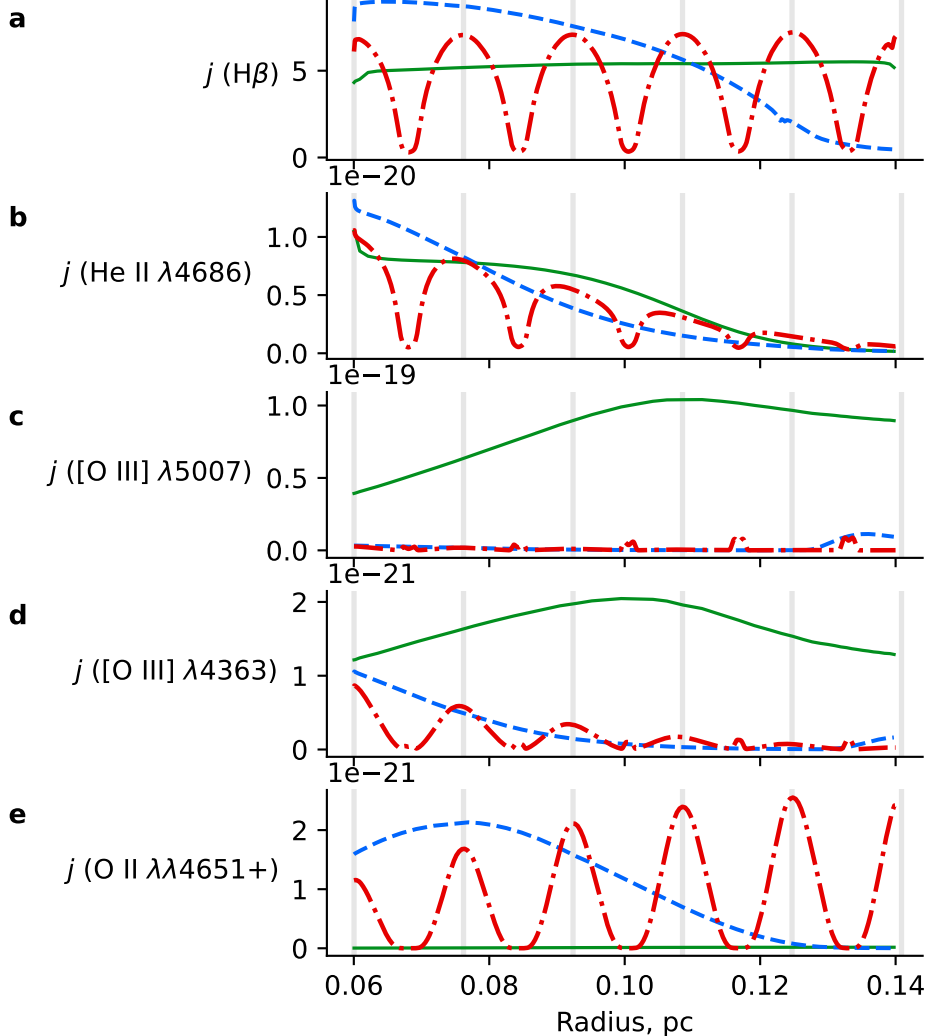 a
j (Hβ)
5
0
1e−20
b
j (He II λ4686)
1.0
0.5
0.0
1e−19
c
j ([O III] λ5007)
1.0
0.5
0.0
1e−21
d
j ([O III] λ4363)
2
1
0
1e−21
e
j (O II λλ4651+)
2
1
0
0.06 0.08 0.10 0.12 0.14
Radius, pc